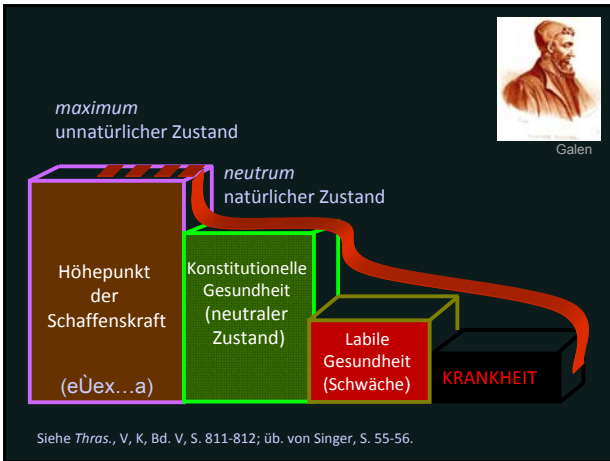 Galen
maximum
unnatürlicher Zustand
neutrum
natürlicher Zustand
Höhepunkt
der
Schaffenskraft
(eÙex…a)
Konstitutionelle
Gesundheit
(neutraler
Zustand)
Labile
Gesundheit
(Schwäche)
KRANKHEIT
Siehe Thras., V, K, Bd. V, S. 811-812; üb. von Singer, S. 55-56.